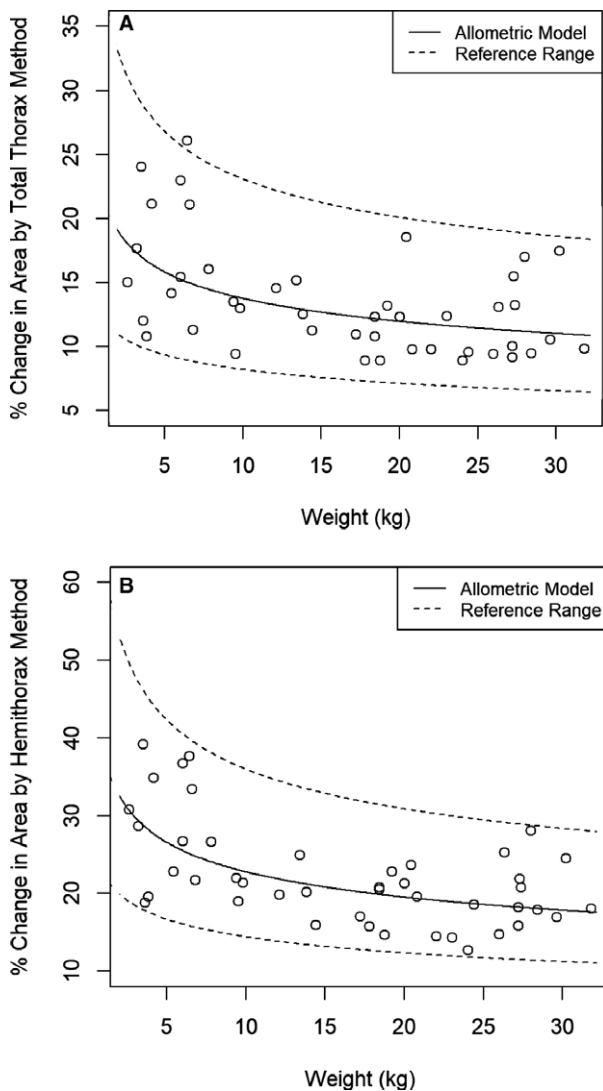 A
Allometric Model
Reference Range
% Change in Area by Total Thorax Method
35
30
25
20
15
10
5
5 10 15 20 25 30
Weight (kg)
B
Allometric Model
Reference Range
% Change in Area by Hemithorax Method
60
50
40
30
20
10
5 10 15 20 25 30
Weight (kg)